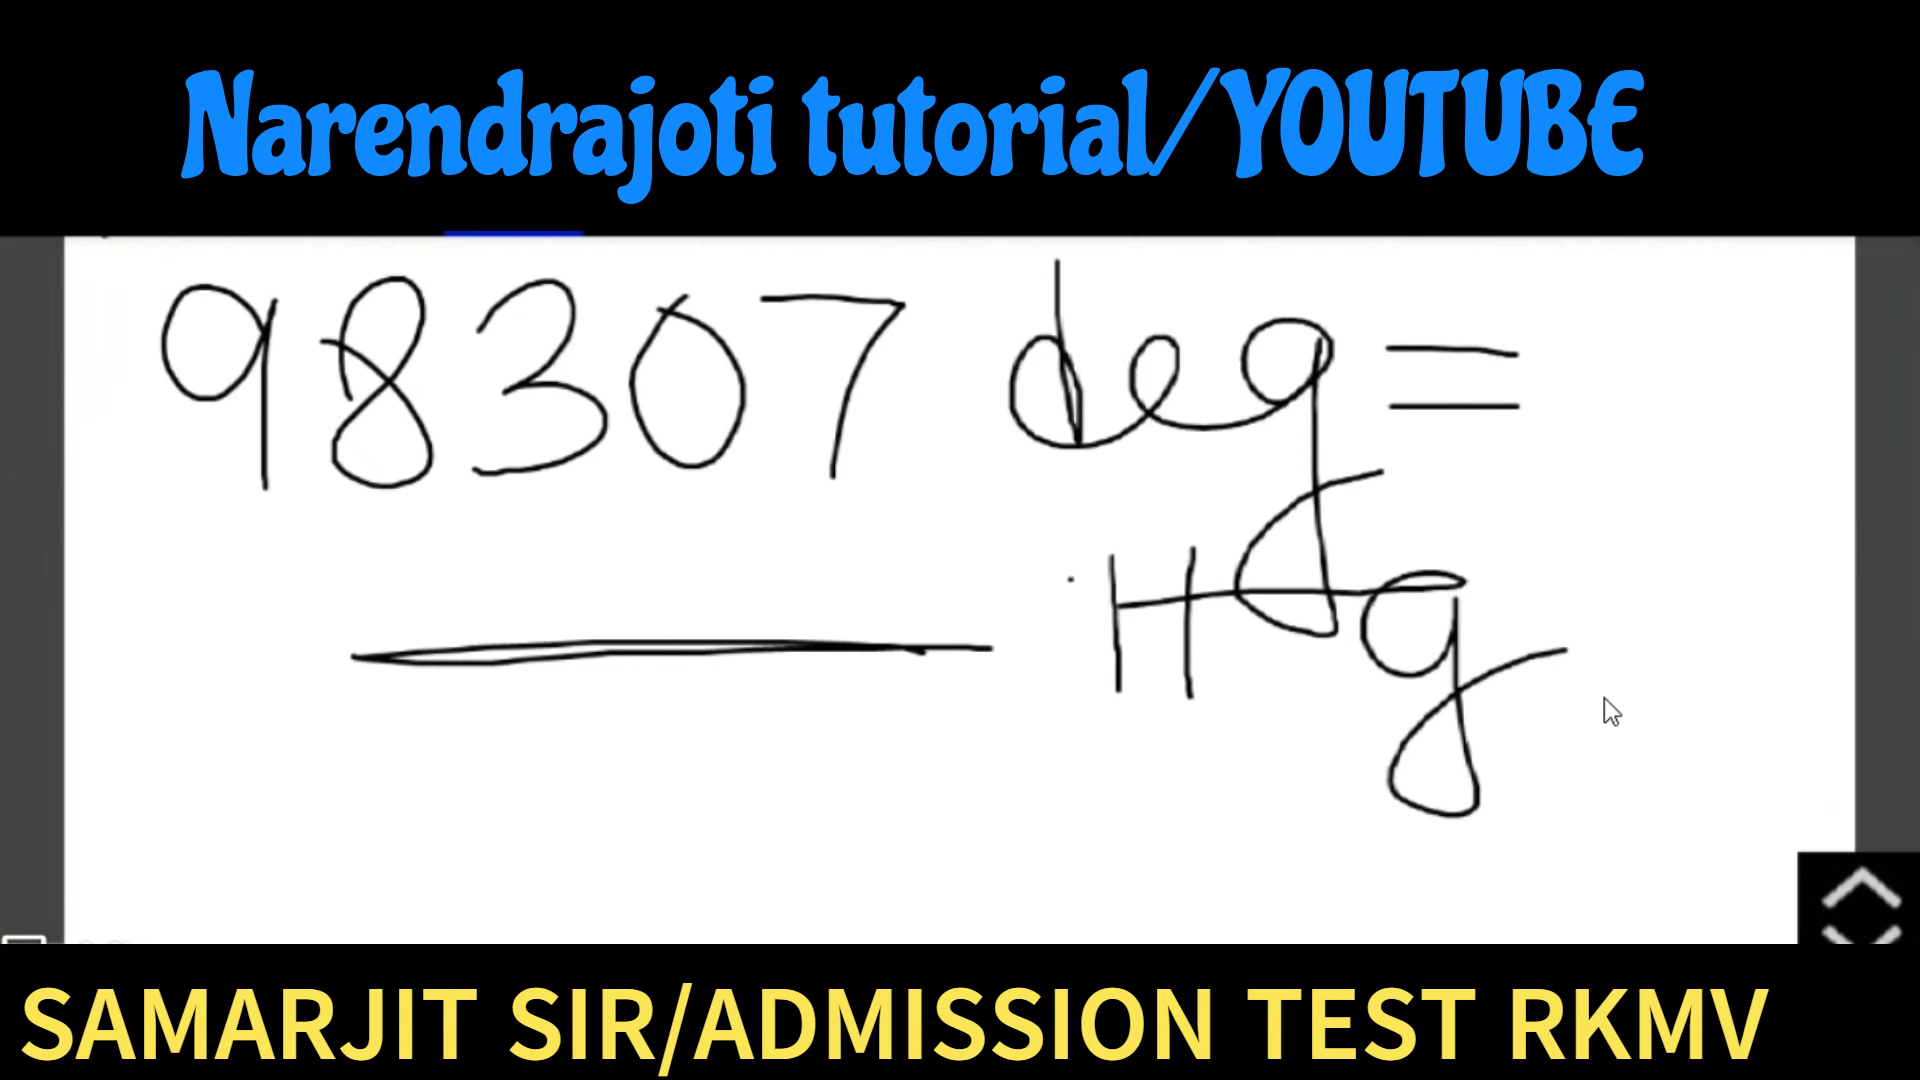 Narendrajoti tutorial/YOUTUBE
98307 deg=
Hg
SAMARJIT SIR/ADMISSION TEST RKMV